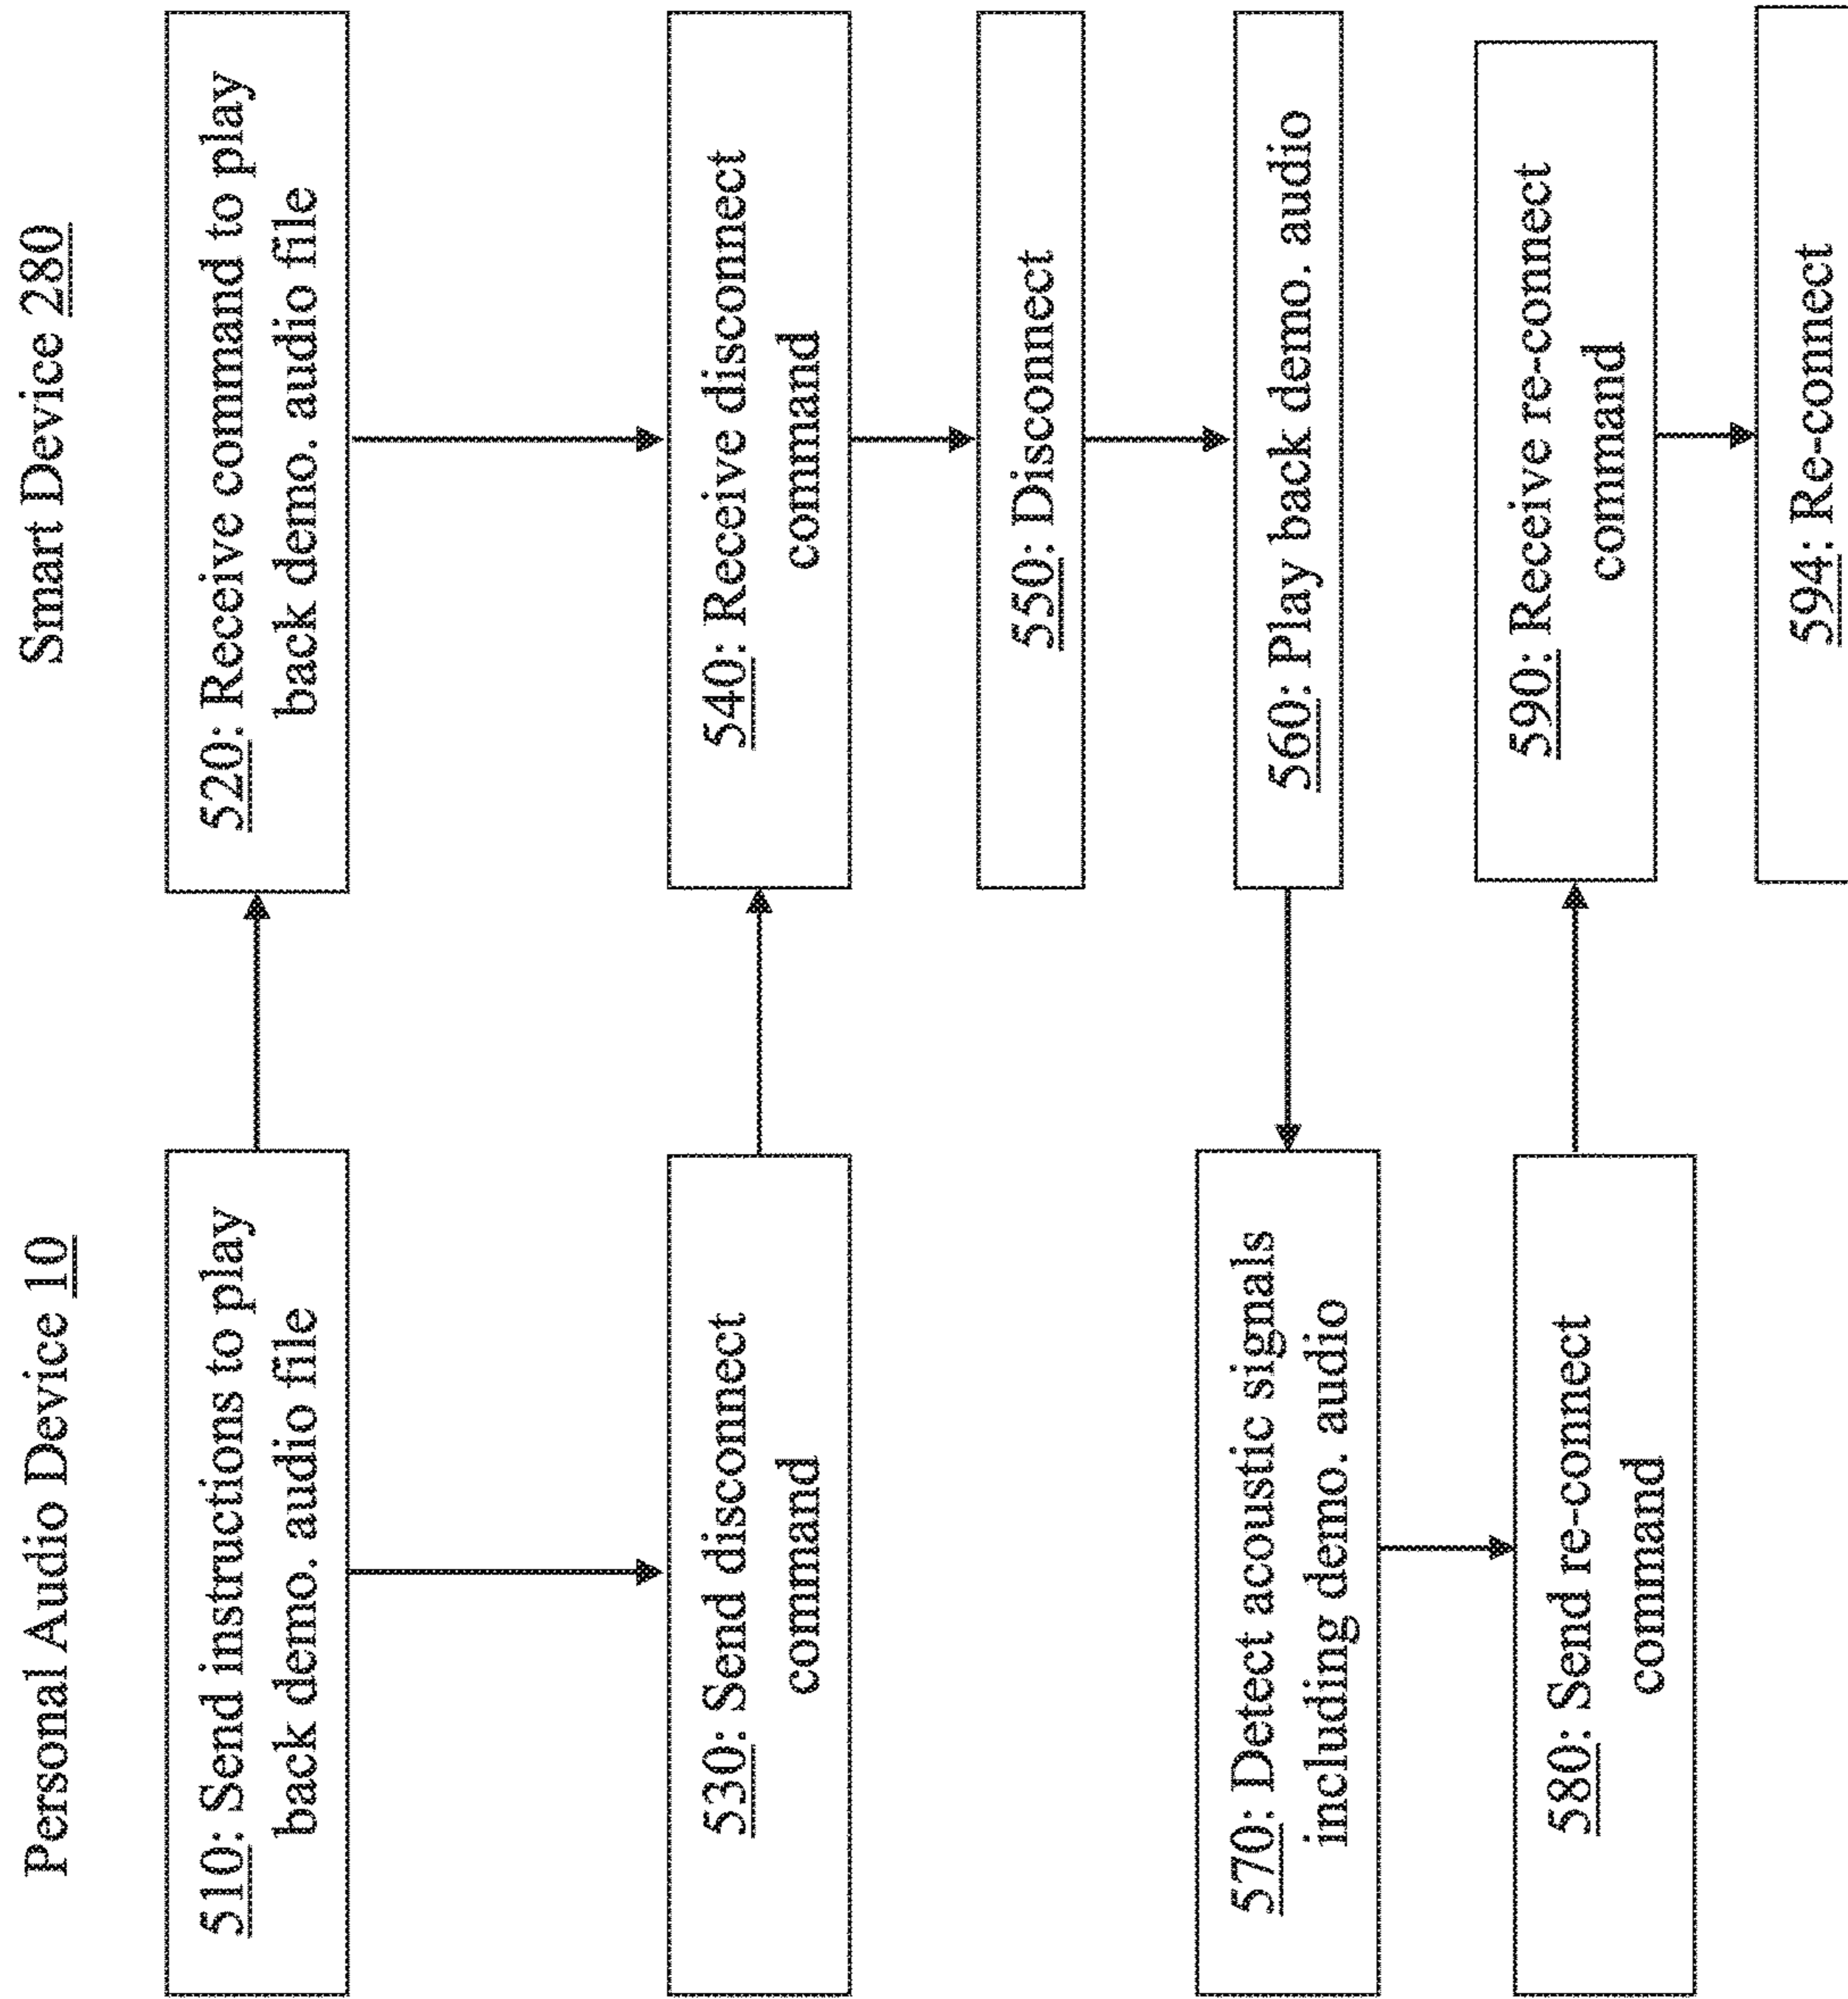 Personal Audio Device 10
Smart Device 280
510: Send instructions to play
back demo. audio file
520: Receive command to play
back demo. audio file
530: Send disconnect
command
540: Receive disconnect
command
550: Disconnect
560: Play back demo. audio
570: Detect acoustic signals
including demo. audio
580: Send re-connect
command
590: Receive re-connect
command
594: Re-connect